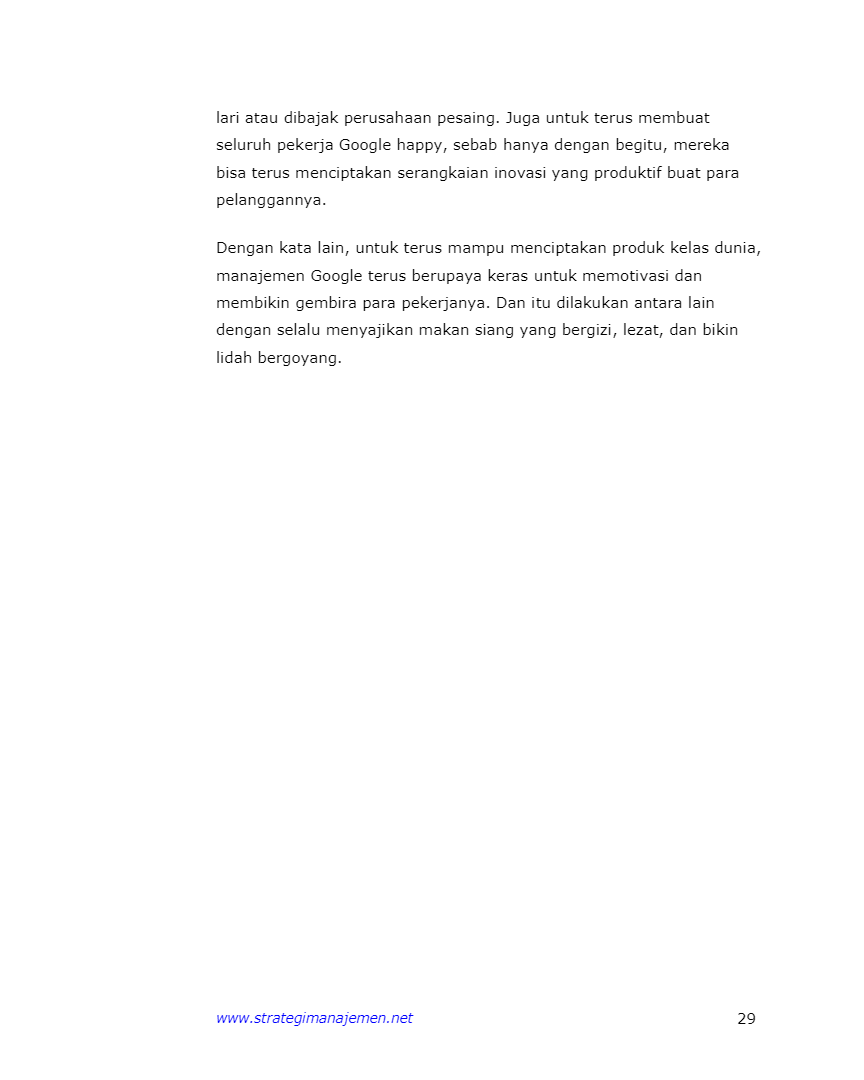 lari atau dibajak perusahaan pesaing. Juga untuk terus membuat
seluruh pekerja Google happy, sebab hanya dengan begitu, mereka
bisa terus menciptakan serangkaian inovasi yang produktif buat para
pelanggannya.
Dengan kata lain, untuk terus mampu menciptakan produk kelas dunia,
manajemen Google terus berupaya keras untuk memotivasi dan
membikin gembira para pekerjanya. Dan itu dilakukan antara lain
dengan selalu menyajikan makan siang yang bergizi, lezat, dan bikin
lidah bergoyang.
www.strategimanajemen.net 29